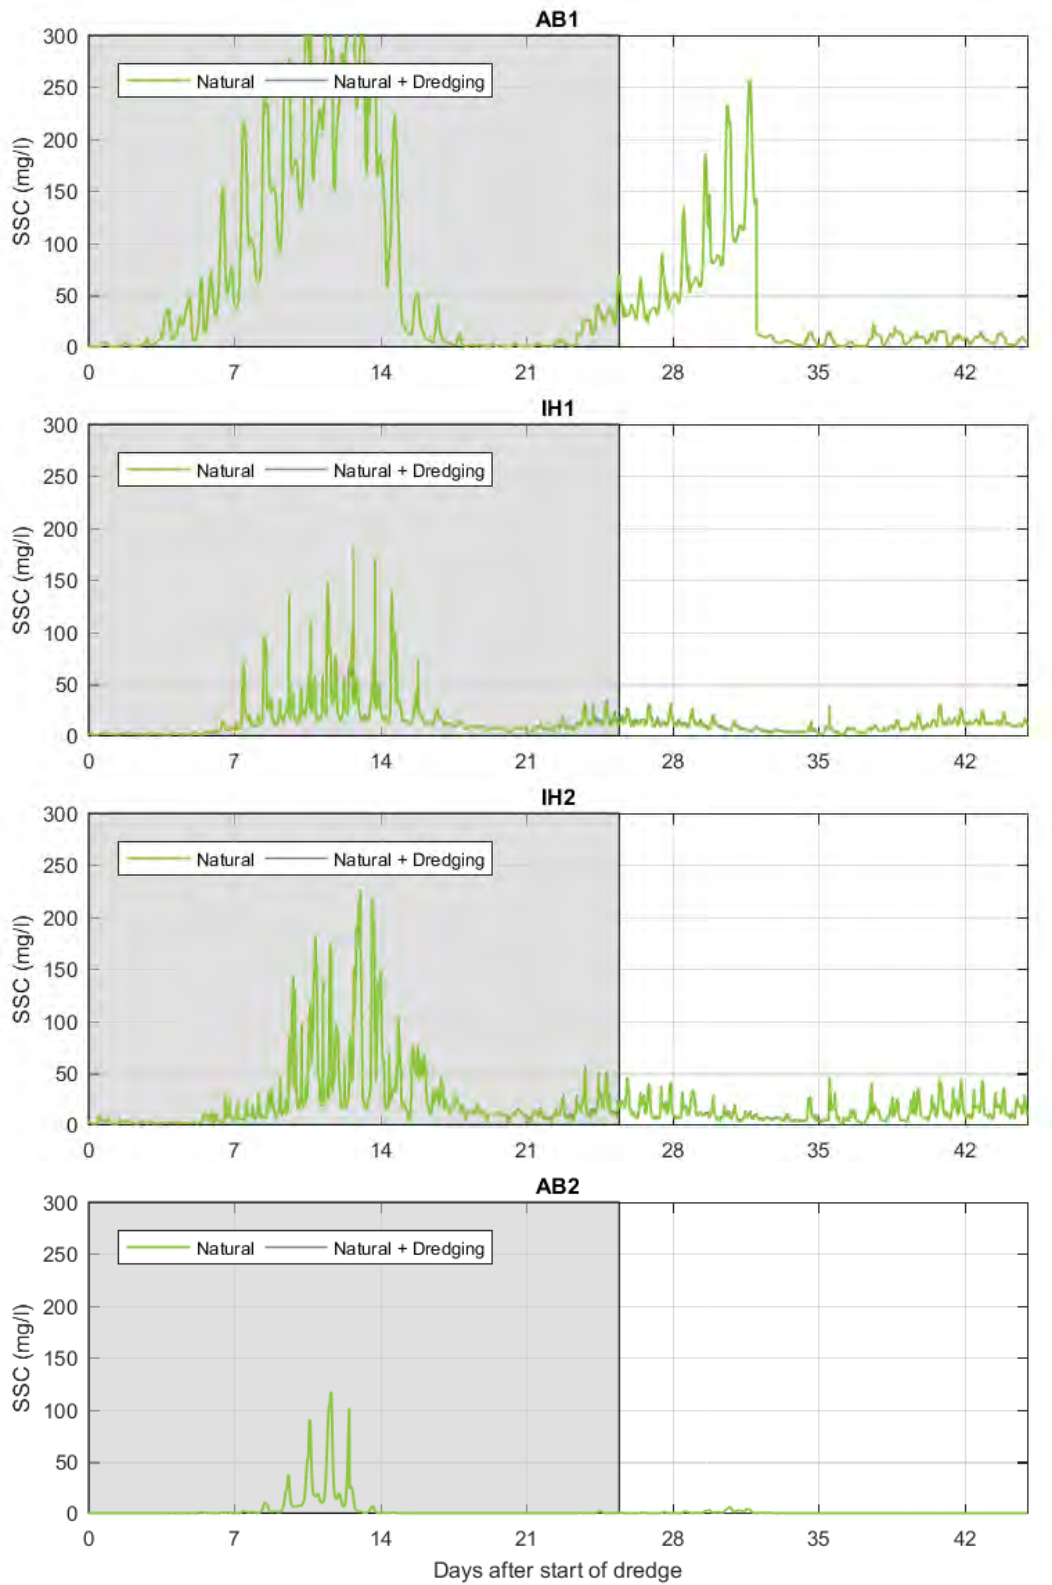 AB1
300
250
200
150
100
50
0
SSC (mg/l)
Natural Natural + Dredging
0 7 14 21 28 35 42
IH1
300
250
200
150
100
50
0
SSC (mg/l)
Natural Natural + Dredging
0 7 14 21 28 35 42
IH2
300
250
200
150
100
50
0
SSC (mg/l)
Natural Natural + Dredging
0 7 14 21 28 35 42
AB2
300
250
200
150
100
50
0
SSC (mg/l)
Natural Natural + Dredging
0 7 14 21 28 35 42
Days after start of dredge